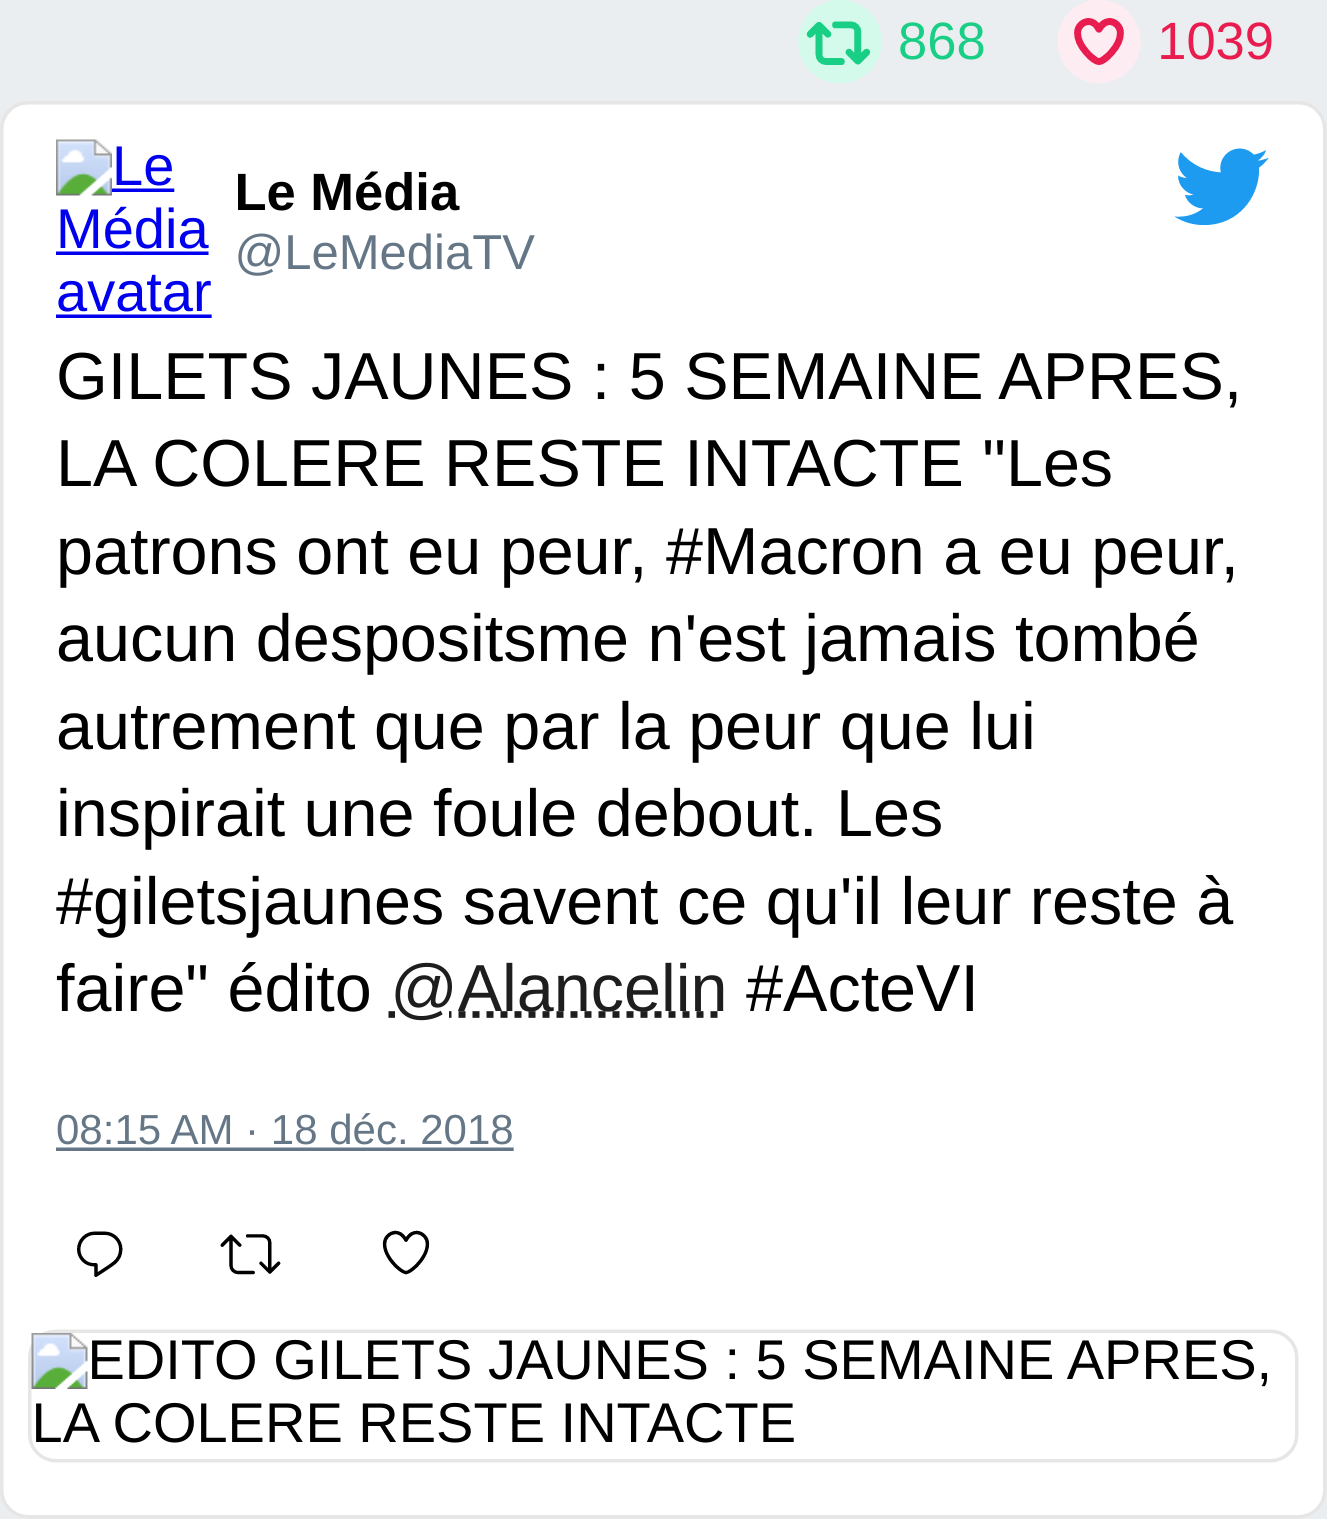 868 1039
Le
Média
avatar
Le Média
@LeMediaTV
GILETS JAUNES : 5 SEMAINE APRES,
LA COLERE RESTE INTACTE "Les
patrons ont eu peur, #Macron a eu peur,
aucun despositsme n'est jamais tombé
autrement que par la peur que lui
inspirait une foule debout. Les
#giletsjaunes savent ce qu'il leur reste à
faire" édito @Alancelin #ActeVI
08:15 AM · 18 déc. 2018
EDITO GILETS JAUNES : 5 SEMAINE APRES,
LA COLERE RESTE INTACTE